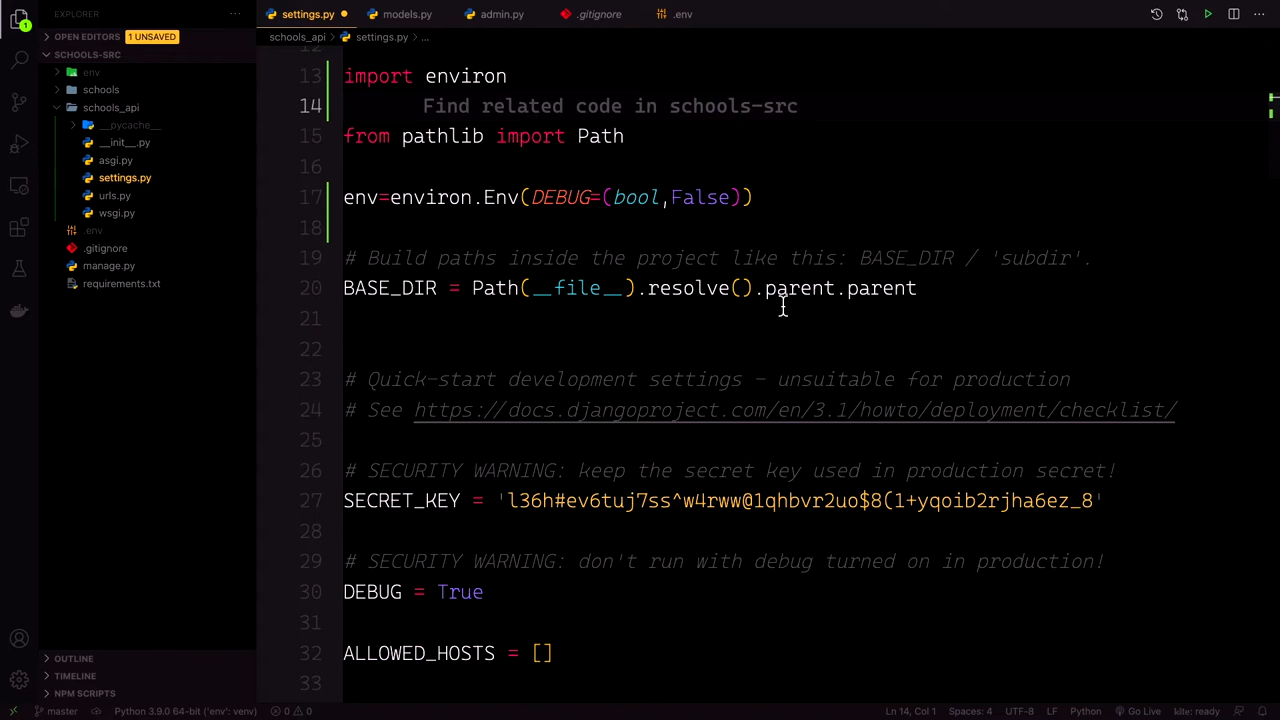 EXPLORER
settings.py
models.py
admin.py
.gitignore
.env
OPEN EDITORS 1 UNSAVED
schools_api > settings.py > ...
SCHOOLS-SRC
env
schools
schools_api
__pycache__
__init__.py
asgi.py
settings.py
urls.py
wsgi.py
.env
.gitignore
manage.py
requirements.txt
OUTLINE
TIMELINE
NPM SCRIPTS
1
12
13 import environ
14 Find related code in schools-src
15 from pathlib import Path
16
17 env=environ.Env(DEBUG=(bool,False))
18
19 # Build paths inside the project like this: BASE_DIR / 'subdir'.
20 BASE_DIR = Path(__file__).resolve().parent.parent
21
22
23 # Quick-start development settings - unsuitable for production
24 # See https://docs.djangoproject.com/en/3.1/howto/deployment/checklist/
25
26 # SECURITY WARNING: keep the secret key used in production secret!
27 SECRET_KEY = 'l36h#ev6tuj7ss^w4rww@1qhbvr2uo$8(1+yqoib2rjha6ez_8'
28
29 # SECURITY WARNING: don't run with debug turned on in production!
30 DEBUG = True
31
32 ALLOWED_HOSTS = []
33
master Python 3.9.0 64-bit ('env': venv) 0 0 Ln 14, Col 1 Spaces: 4 UTF-8 LF Python Go Live kite: ready